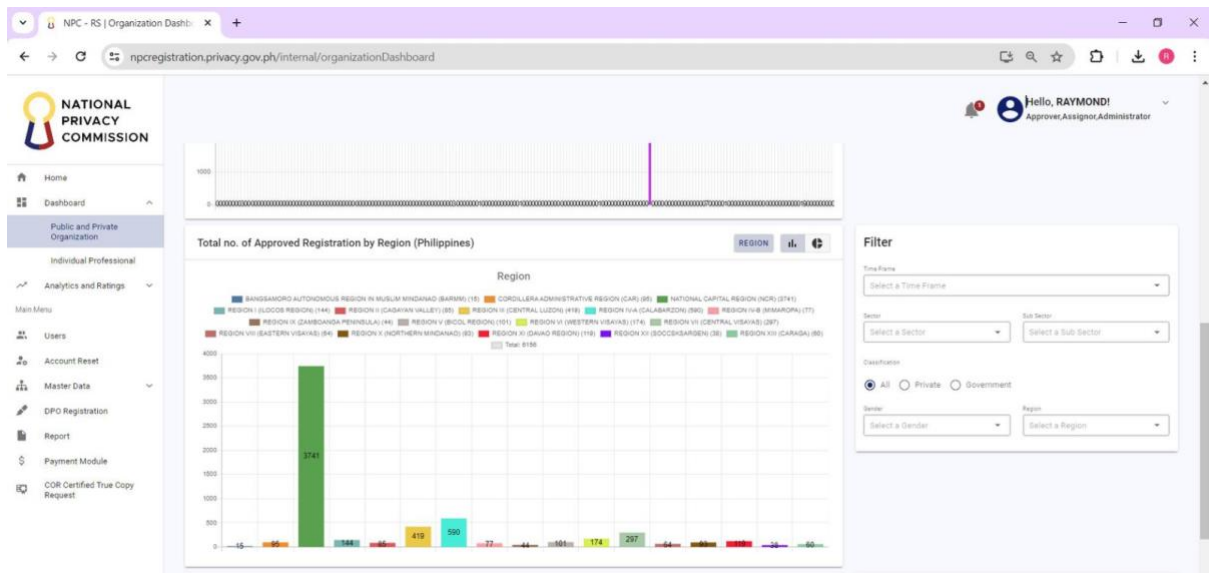 NPC - RS | Organization Dashb
npcregistration.privacy.gov.ph/internal/organizationDashboard
NATIONAL
PRIVACY
COMMISSION
Hello, RAYMOND!
Approver,Assignor,Administrator
Home
Dashboard
Public and Private
Organization
Individual Professional
Analytics and Ratings
Main Menu
Users
Account Reset
Master Data
DPO Registration
Report
Payment Module
COR Certified True Copy
Request
1000
0
Total no. of Approved Registration by Region (Philippines)
REGION
Region
BANGSAMORO AUTONOMOUS REGION IN MUSLIM MINDANAO (BARMM) (15) CORDILLERA ADMINISTRATIVE REGION (CAR) (95) NATIONAL CAPITAL REGION (NCR) (3741)
REGION I (ILOCOS REGION) (144) REGION II (CAGAYAN VALLEY) (85) REGION III (CENTRAL LUZON) (419) REGION IV-A (CALABARZON) (590) REGION IV-B (MIMAROPA) (77)
REGION IX (ZAMBOANGA PENINSULA) (44) REGION V (BICOL REGION) (101) REGION VI (WESTERN VISAYAS) (174) REGION VII (CENTRAL VISAYAS) (297)
REGION VIII (EASTERN VISAYAS) (64) REGION X (NORTHERN MINDANAO) (93) REGION XI (DAVAO REGION) (119) REGION XII (SOCCSKSARGEN) (38) REGION XIII (CARAGA) (60)
Total: 6156
4000
3500
3000
2500
2000
1500
1000
500
0
15 95 3741 144 85 419 590 77 44 101 174 297 64 93 119 38 60
Filter
Time Frame
Select a Time Frame
Sector Sub Sector
Select a Sector Select a Sub Sector
Classification
All Private Government
Gender Region
Select a Gender Select a Region